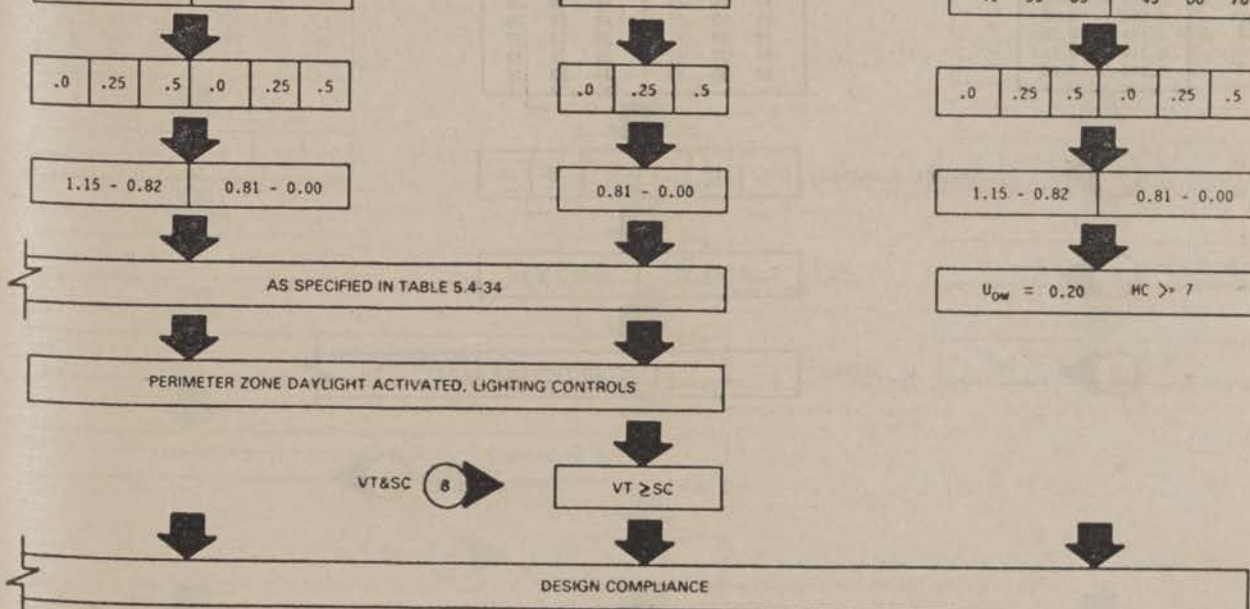 .0 .25 .5 .0 .25 .5 .0 .25 .5 .0 .25 .5 .0 .25 .5
1.15 - 0.82 0.81 - 0.00 0.81 - 0.00 1.15 - 0.82 0.81 - 0.00
AS SPECIFIED IN TABLE 5.4-34 Uow = 0.20 HC >= 7
PERIMETER ZONE DAYLIGHT ACTIVATED, LIGHTING CONTROLS
VT&SC 8 VT ≥SC
DESIGN COMPLIANCE